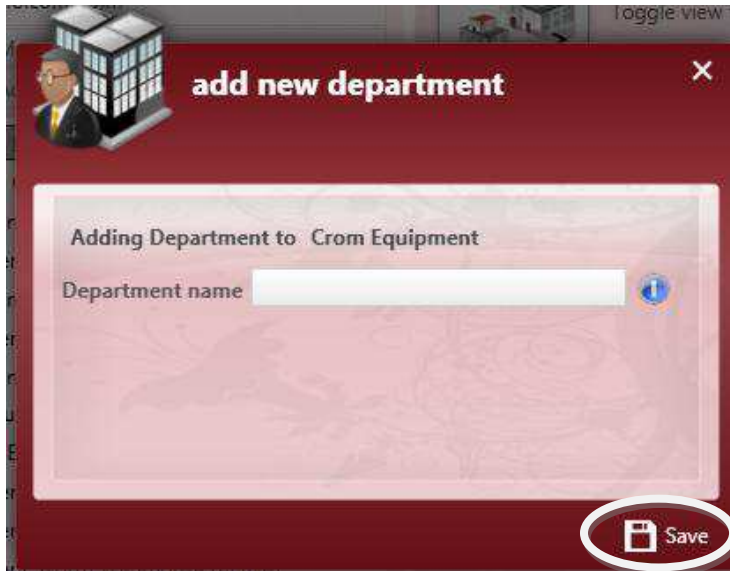 Toggle view
add new department
Adding Department to Crom Equipment
Department name
Save